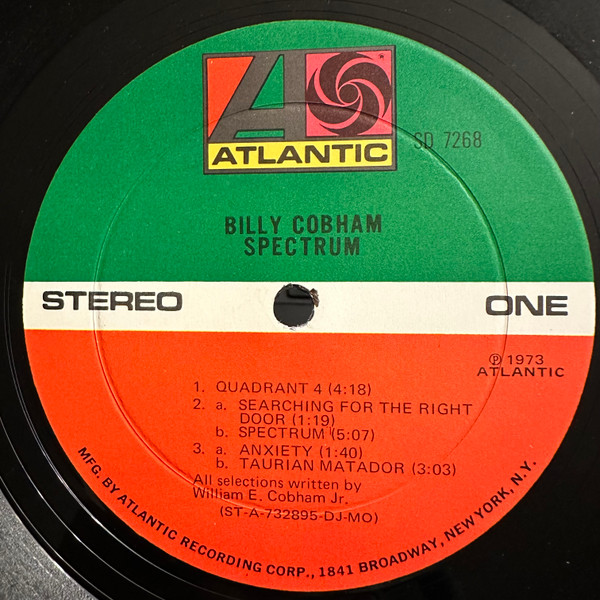 ATLANTIC
SD 7268
BILLY COBHAM
SPECTRUM
STEREO
ONE
℗ 1973
ATLANTIC
1. QUADRANT 4 (4:18)
2. a. SEARCHING FOR THE RIGHT
DOOR (1:19)
b. SPECTRUM (5:07)
3. a. ANXIETY (1:40)
b. TAURIAN MATADOR (3:03)
All selections written by
William E. Cobham Jr.
(ST-A-732895-DJ-MO)
MFG. BY ATLANTIC RECORDING CORP., 1841 BROADWAY, NEW YORK, N.Y.